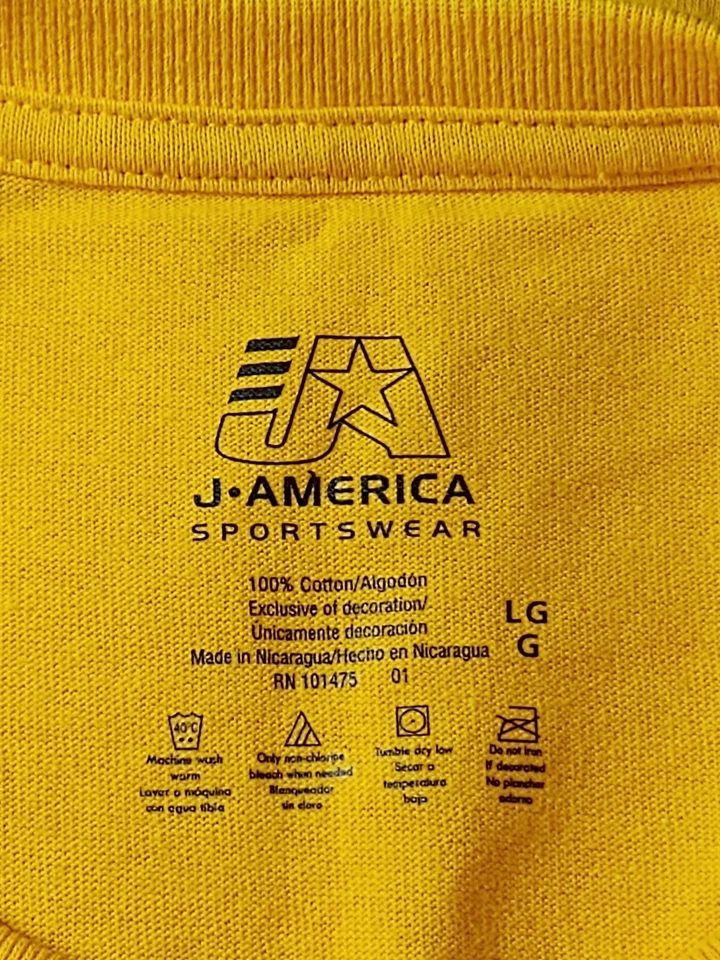 JA
J•AMERICA
SPORTSWEAR
100% Cotton/Algodón
Exclusive of decoration/
Únicamente decoración
Made in Nicaragua/Hecho en Nicaragua
RN 101475 01
LG
G
40°C
Machine wash
warm
Lavar a máquina
con agua tibia
Only non-chlorine
bleach when needed
Blanqueador
sin cloro
Tumble dry low
Secar a
temperatura
baja
Do not iron
If decorated
No planchar
adorno